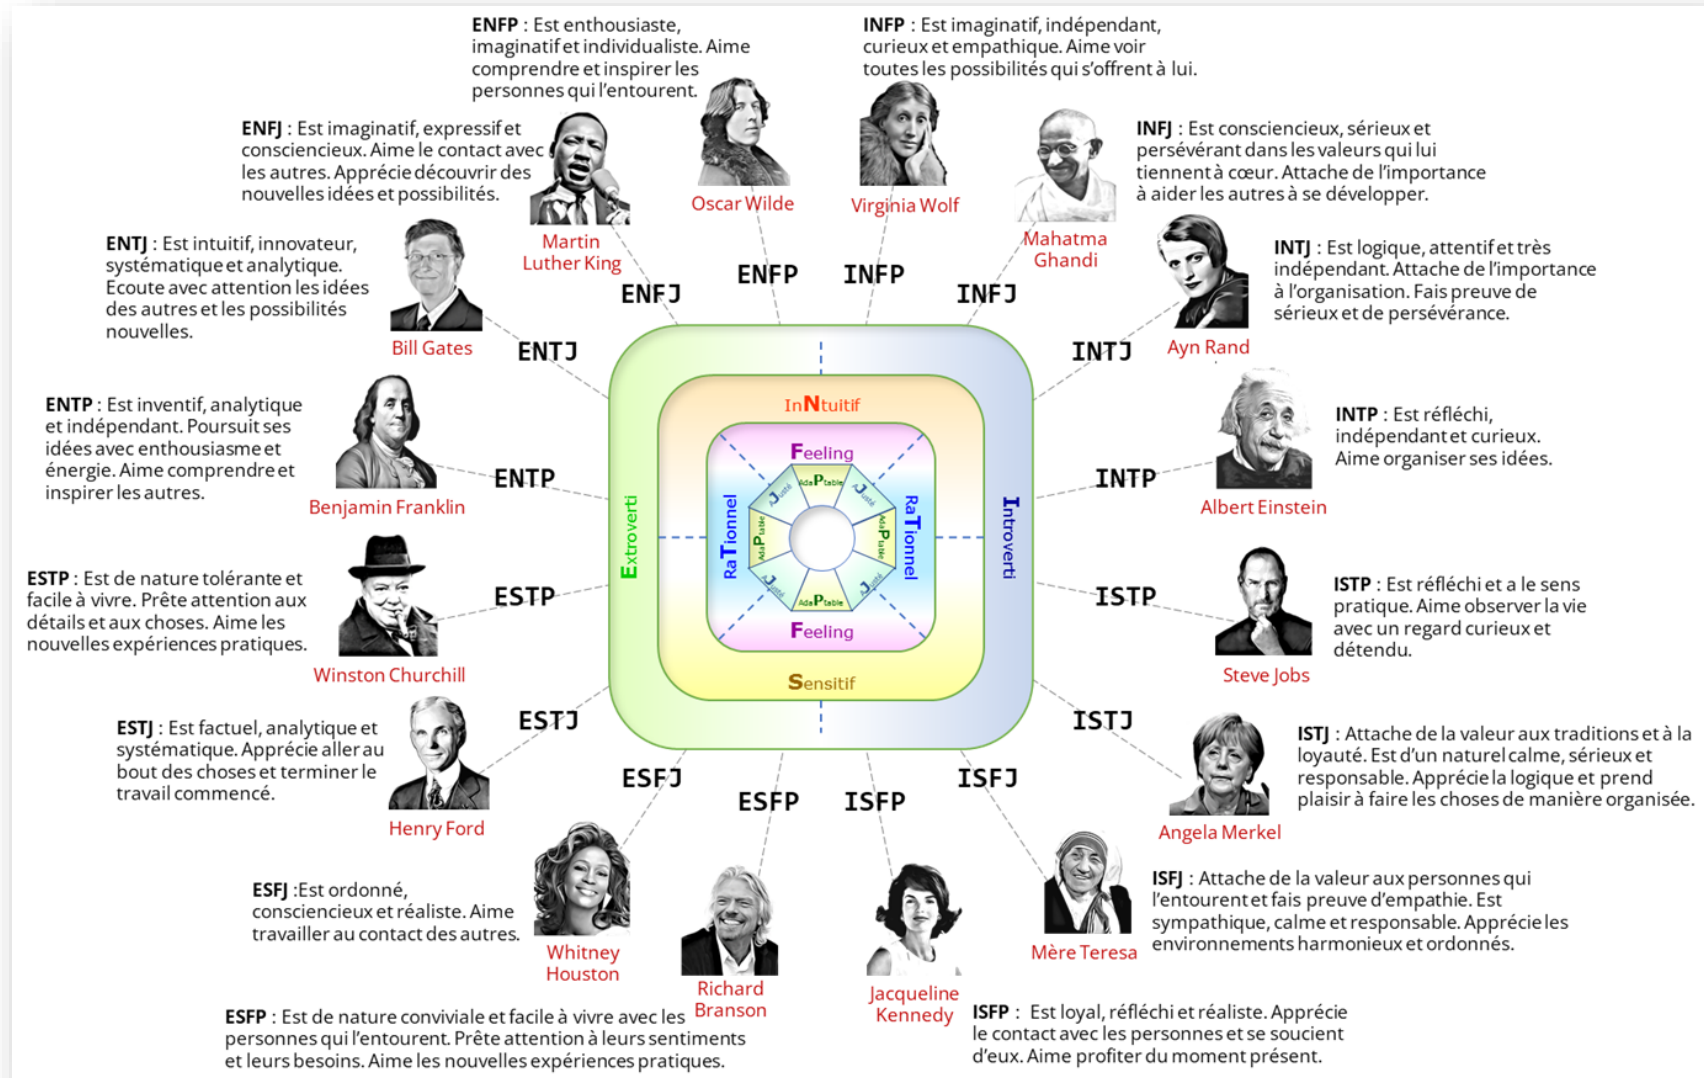 ENFP : Est enthousiaste,
imaginatif et individualiste. Aime
comprendre et inspirer les
personnes qui l'entourent.
Oscar Wilde
ENFP
INFP : Est imaginatif, indépendant,
curieux et empathique. Aime voir
toutes les possibilités qui s'offrent à lui.
Virginia Wolf
INFP
ENFJ : Est imaginatif, expressif et
consciencieux. Aime le contact avec
les autres. Apprécie découvrir des
nouvelles idées et possibilités.
Martin
Luther King
ENFJ
INFJ : Est consciencieux, sérieux et
persévérant dans les valeurs qui lui
tiennent à cœur. Attache de l'importance
à aider les autres à se développer.
Mahatma
Ghandi
INFJ
ENTJ : Est intuitif, innovateur,
systématique et analytique.
Ecoute avec attention les idées
des autres et les possibilités
nouvelles.
Bill Gates
ENTJ
INTJ : Est logique, attentif et très
indépendant. Attache de l'importance
à l'organisation. Fais preuve de
sérieux et de persévérance.
Ayn Rand
INTJ
ENTP : Est inventif, analytique
et indépendant. Poursuit ses
idées avec enthousiasme et
énergie. Aime comprendre et
inspirer les autres.
Benjamin Franklin
ENTP
INTP : Est réfléchi,
indépendant et curieux.
Aime organiser ses idées.
Albert Einstein
INTP
InNtuitif
Feeling
AdaPtable
AJusté
AJusté
Extroverti
RaTionnel
AdaPtable
AdaPtable
RaTionnel
Introverti
AJusté
AJusté
AdaPtable
Feeling
Sensitif
ESTP : Est de nature tolérante et
facile à vivre. Prête attention aux
détails et aux choses. Aime les
nouvelles expériences pratiques.
Winston Churchill
ESTP
ISTP : Est réfléchi et a le sens
pratique. Aime observer la vie
avec un regard curieux et
détendu.
Steve Jobs
ISTP
ESTJ : Est factuel, analytique et
systématique. Apprécie aller au
bout des choses et terminer le
travail commencé.
Henry Ford
ESTJ
ISTJ : Attache de la valeur aux traditions et à la
loyauté. Est d'un naturel calme, sérieux et
responsable. Apprécie la logique et prend
plaisir à faire les choses de manière organisée.
Angela Merkel
ISTJ
ESFJ :Est ordonné,
consciencieux et réaliste. Aime
travailler au contact des autres.
Whitney
Houston
ESFJ
ISFJ : Attache de la valeur aux personnes qui
l'entourent et fais preuve d'empathie. Est
sympathique, calme et responsable. Apprécie les
environnements harmonieux et ordonnés.
Mère Teresa
ISFJ
ESFP : Est de nature conviviale et facile à vivre avec les
personnes qui l'entourent. Prête attention à leurs sentiments
et leurs besoins. Aime les nouvelles expériences pratiques.
Richard
Branson
ESFP
ISFP : Est loyal, réfléchi et réaliste. Apprécie
le contact avec les personnes et se soucient
d'eux. Aime profiter du moment présent.
Jacqueline
Kennedy
ISFP